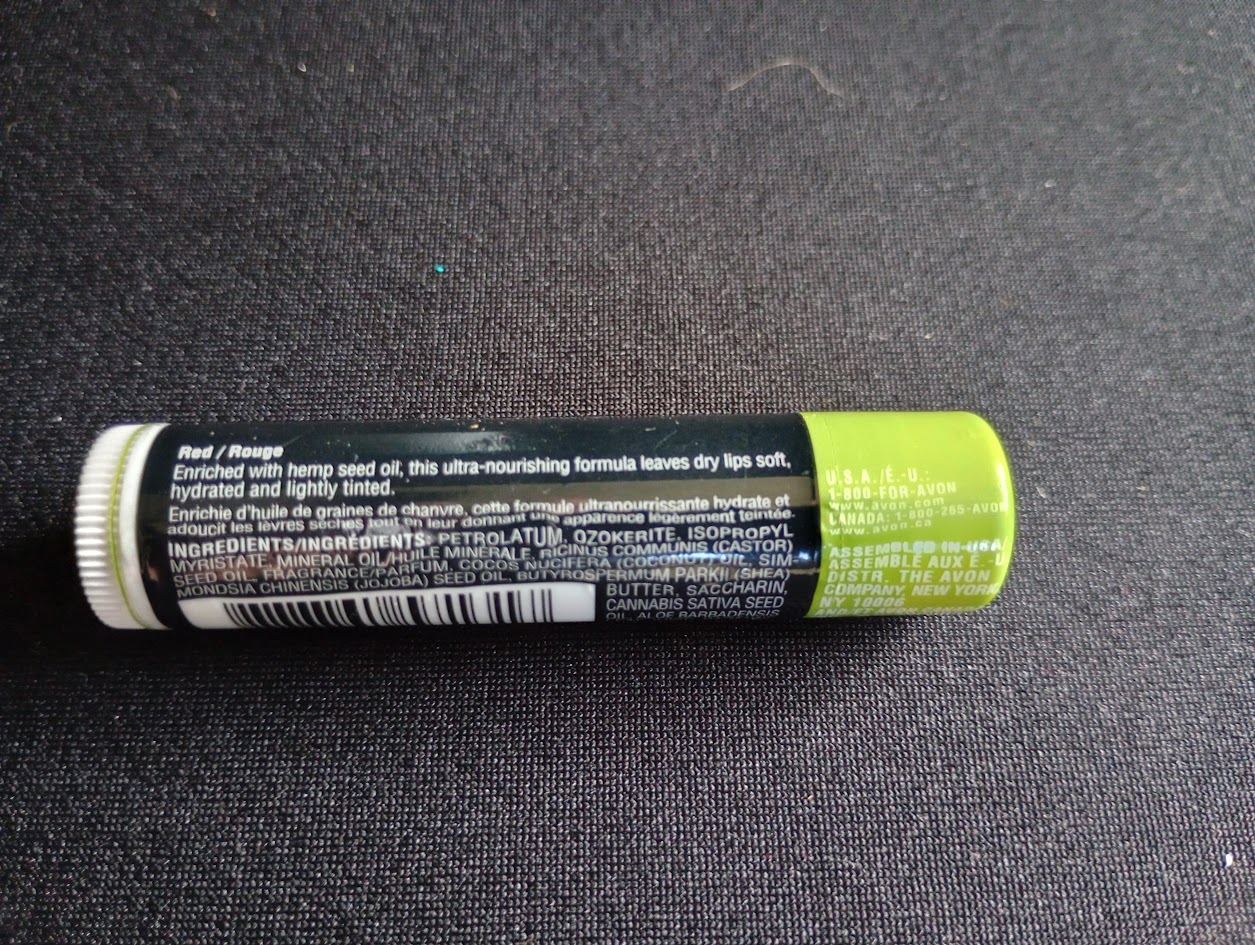 Red / Rouge
Enriched with hemp seed oil, this ultra-nourishing formula leaves dry lips soft,
hydrated and lightly tinted.
Enrichie d'huile de graines de chanvre, cette formule ultranourrissante hydrate et
adoucit les lèvres sèches tout en leur donnant une apparence légèrement teintée.
INGREDIENTS/INGRÉDIENTS: PETROLATUM, OZOKERITE, ISOPROPYL
MYRISTATE, MINERAL OIL/HUILE MINÉRALE, RICINUS COMMUNIS (CASTOR)
SEED OIL, FRAGRANCE/PARFUM, COCOS NUCIFERA (COCONUT) OIL, SIM-
MONDSIA CHINENSIS (JOJOBA) SEED OIL, BUTYROSPERMUM PARKII (SHEA)
BUTTER, SACCHARIN,
CANNABIS SATIVA SEED
OIL, ALOE BARBADENSIS
U.S.A./É.-U.:
1-800-FOR-AVON
www.avon.com
CANADA: 1-800-265-AVON
www.avon.ca
ASSEMBLED IN USA
ASSEMBLÉ AUX É.-U
DISTR. THE AVON
COMPANY, NEW YORK
NY 10006